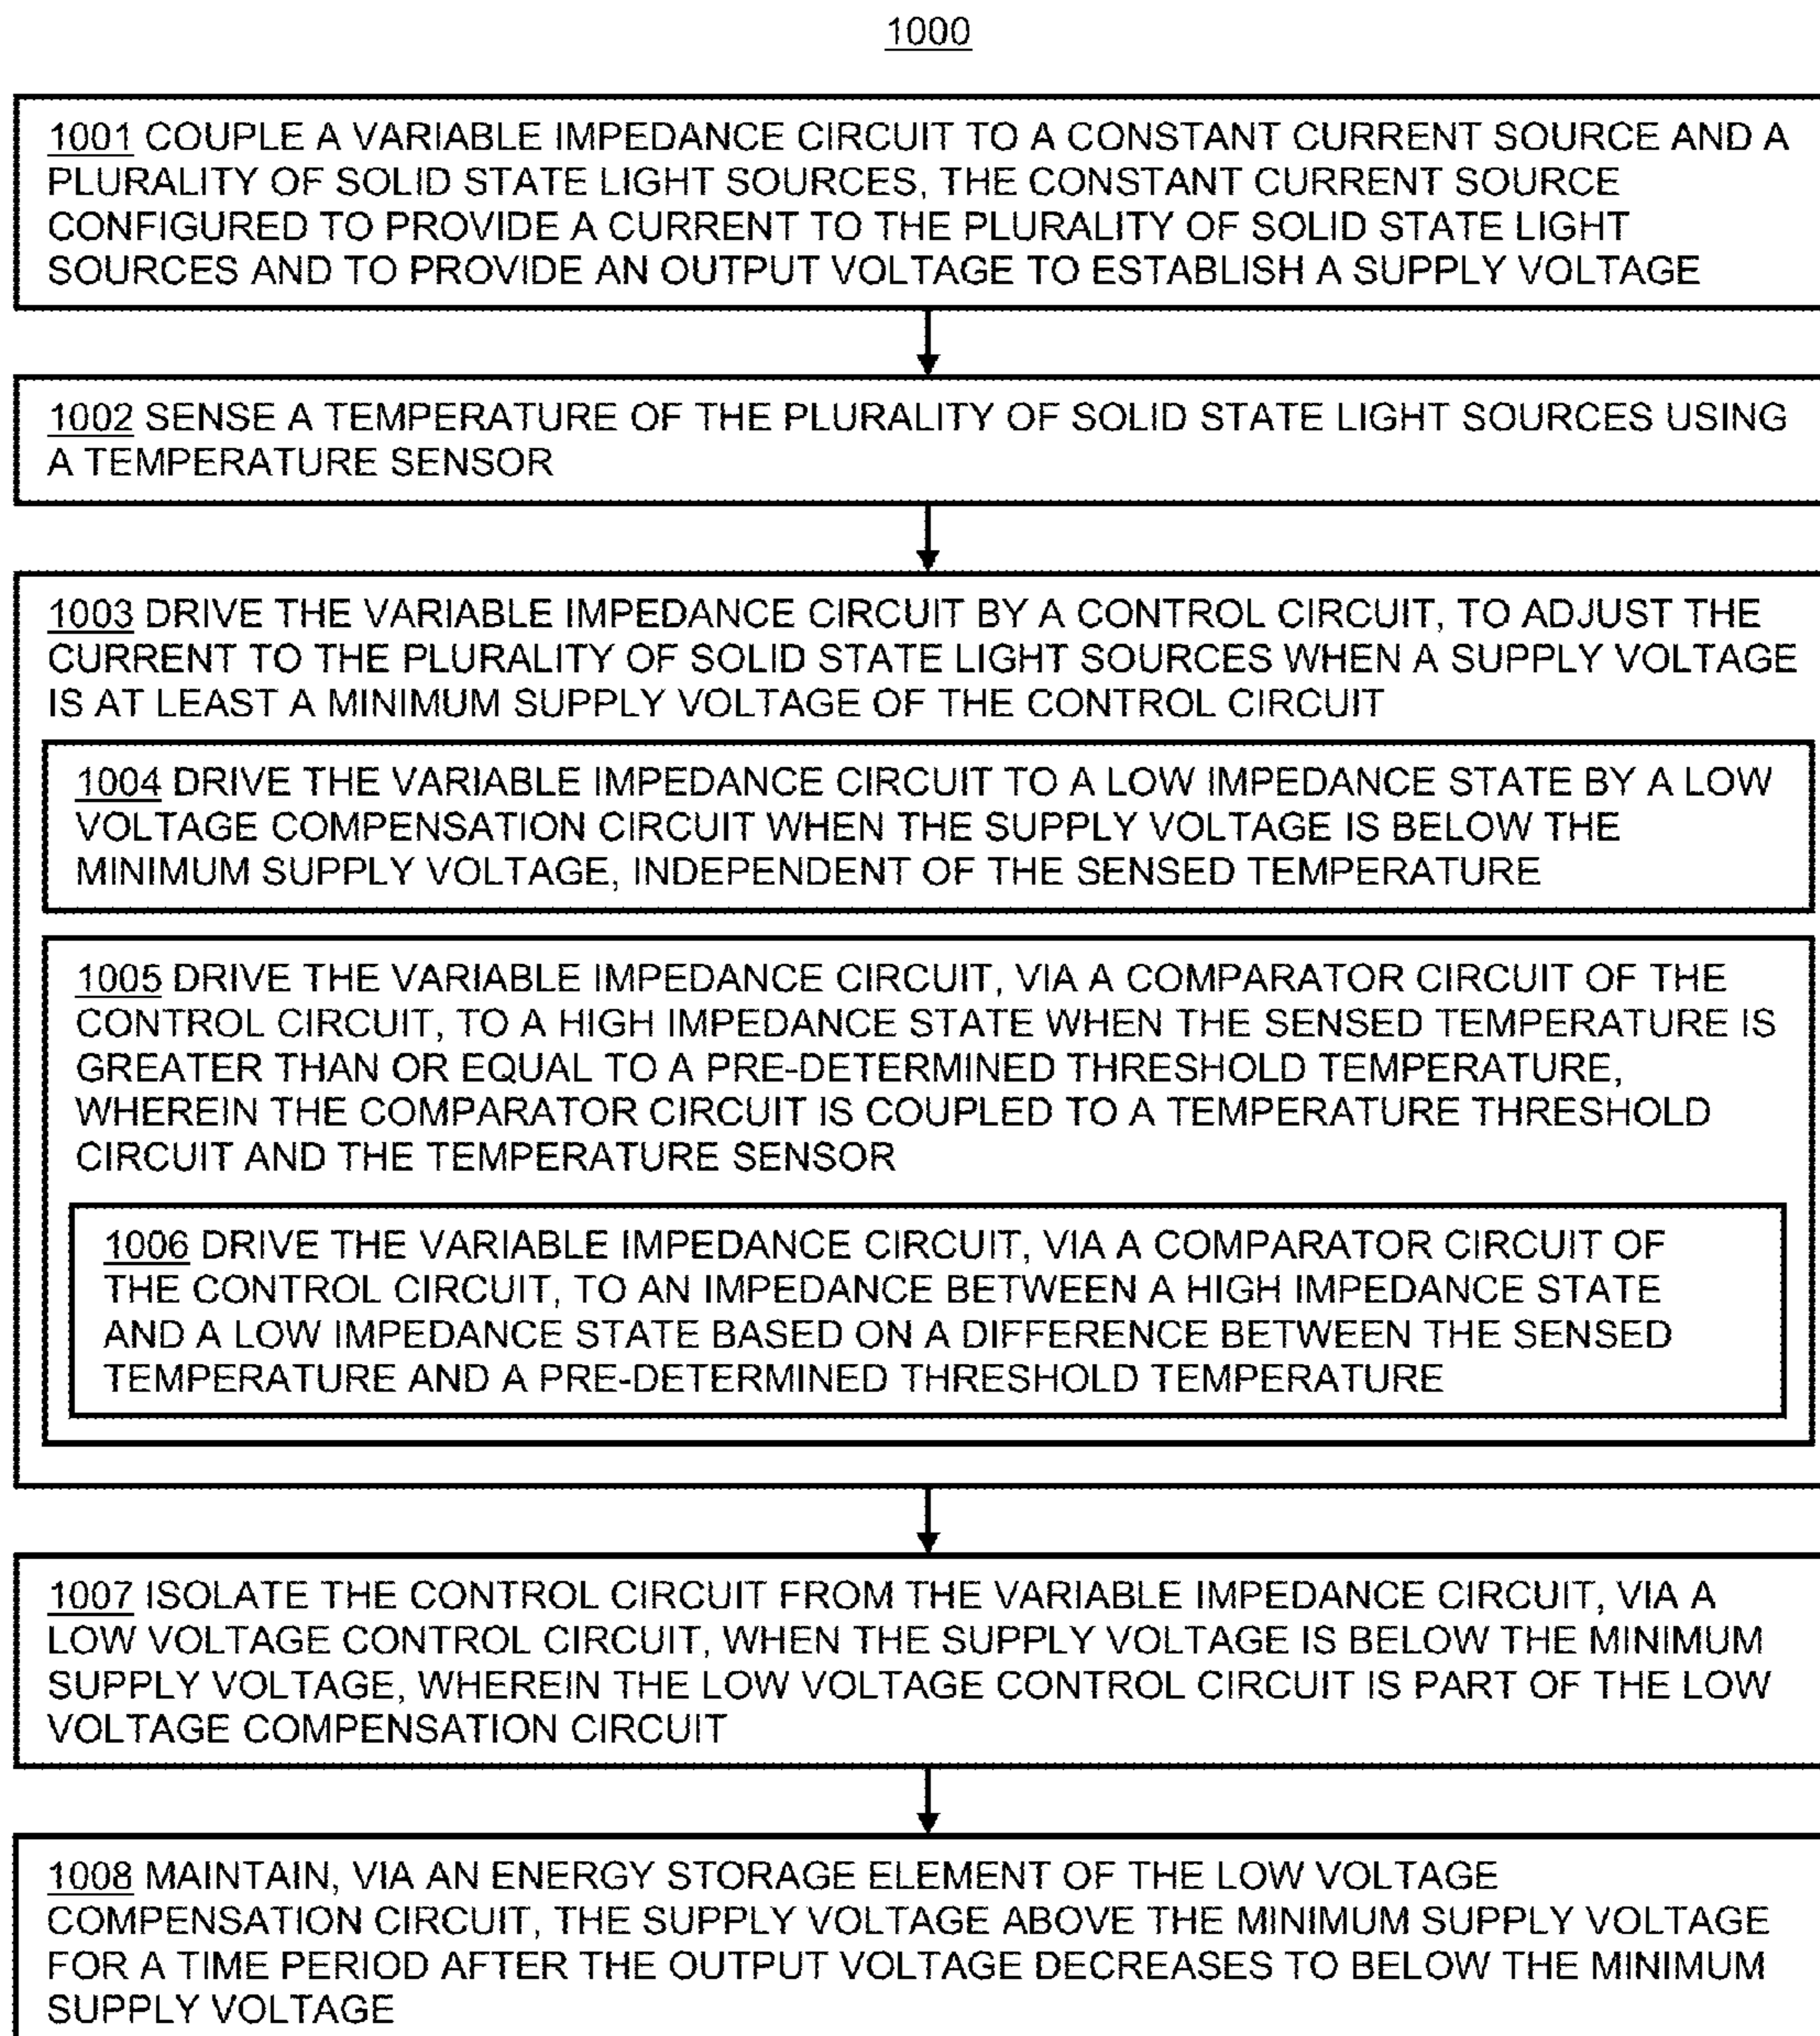 1000
1001 COUPLE A VARIABLE IMPEDANCE CIRCUIT TO A CONSTANT CURRENT SOURCE AND A
PLURALITY OF SOLID STATE LIGHT SOURCES, THE CONSTANT CURRENT SOURCE
CONFIGURED TO PROVIDE A CURRENT TO THE PLURALITY OF SOLID STATE LIGHT
SOURCES AND TO PROVIDE AN OUTPUT VOLTAGE TO ESTABLISH A SUPPLY VOLTAGE
1002 SENSE A TEMPERATURE OF THE PLURALITY OF SOLID STATE LIGHT SOURCES USING
A TEMPERATURE SENSOR
1003 DRIVE THE VARIABLE IMPEDANCE CIRCUIT BY A CONTROL CIRCUIT, TO ADJUST THE
CURRENT TO THE PLURALITY OF SOLID STATE LIGHT SOURCES WHEN A SUPPLY VOLTAGE
IS AT LEAST A MINIMUM SUPPLY VOLTAGE OF THE CONTROL CIRCUIT
1004 DRIVE THE VARIABLE IMPEDANCE CIRCUIT TO A LOW IMPEDANCE STATE BY A LOW
VOLTAGE COMPENSATION CIRCUIT WHEN THE SUPPLY VOLTAGE IS BELOW THE
MINIMUM SUPPLY VOLTAGE, INDEPENDENT OF THE SENSED TEMPERATURE
1005 DRIVE THE VARIABLE IMPEDANCE CIRCUIT, VIA A COMPARATOR CIRCUIT OF THE
CONTROL CIRCUIT, TO A HIGH IMPEDANCE STATE WHEN THE SENSED TEMPERATURE IS
GREATER THAN OR EQUAL TO A PRE-DETERMINED THRESHOLD TEMPERATURE,
WHEREIN THE COMPARATOR CIRCUIT IS COUPLED TO A TEMPERATURE THRESHOLD
CIRCUIT AND THE TEMPERATURE SENSOR
1006 DRIVE THE VARIABLE IMPEDANCE CIRCUIT, VIA A COMPARATOR CIRCUIT OF
THE CONTROL CIRCUIT, TO AN IMPEDANCE BETWEEN A HIGH IMPEDANCE STATE
AND A LOW IMPEDANCE STATE BASED ON A DIFFERENCE BETWEEN THE SENSED
TEMPERATURE AND A PRE-DETERMINED THRESHOLD TEMPERATURE
1007 ISOLATE THE CONTROL CIRCUIT FROM THE VARIABLE IMPEDANCE CIRCUIT, VIA A
LOW VOLTAGE CONTROL CIRCUIT, WHEN THE SUPPLY VOLTAGE IS BELOW THE MINIMUM
SUPPLY VOLTAGE, WHEREIN THE LOW VOLTAGE CONTROL CIRCUIT IS PART OF THE LOW
VOLTAGE COMPENSATION CIRCUIT
1008 MAINTAIN, VIA AN ENERGY STORAGE ELEMENT OF THE LOW VOLTAGE
COMPENSATION CIRCUIT, THE SUPPLY VOLTAGE ABOVE THE MINIMUM SUPPLY VOLTAGE
FOR A TIME PERIOD AFTER THE OUTPUT VOLTAGE DECREASES TO BELOW THE MINIMUM
SUPPLY VOLTAGE